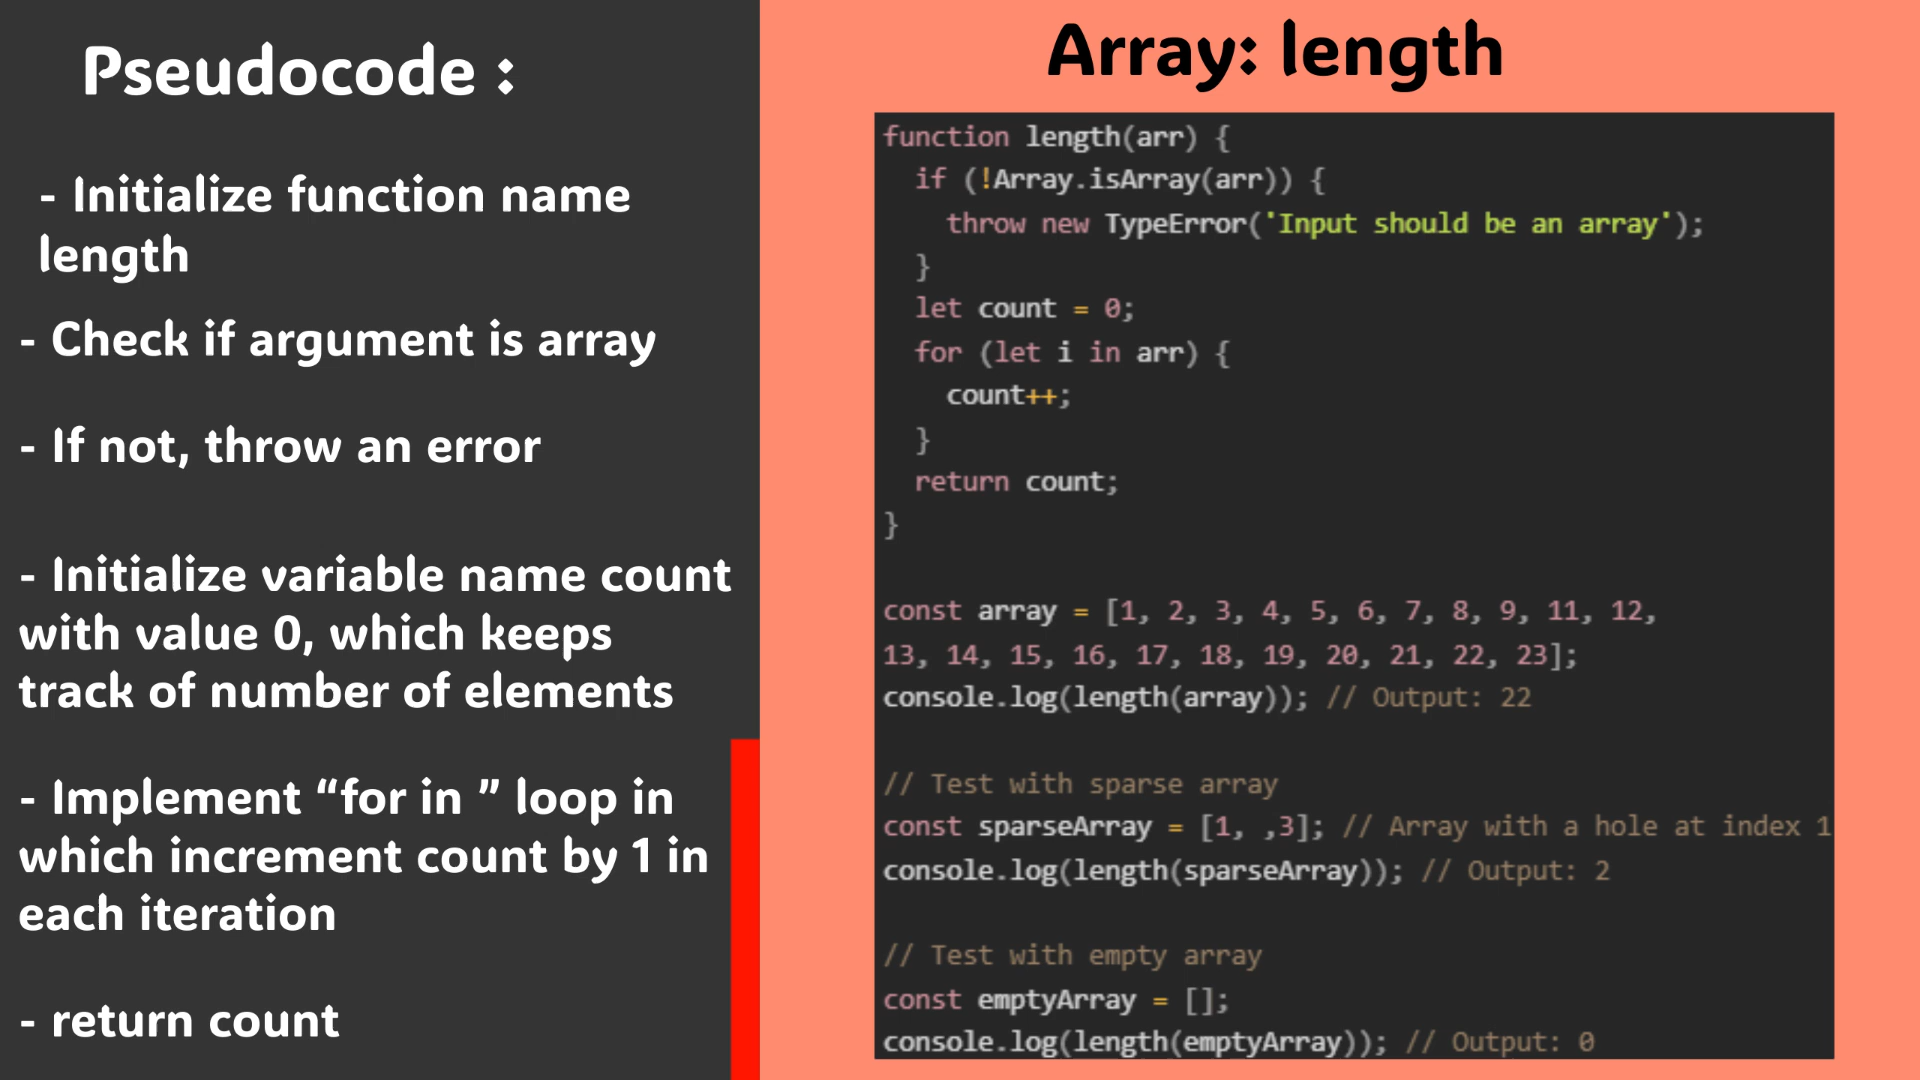 Pseudocode :
- Initialize function name
length
- Check if argument is array
- If not, throw an error
- Initialize variable name count
with value 0, which keeps
track of number of elements
- Implement “for in ” loop in
which increment count by 1 in
each iteration
- return count
Array: length
function length(arr) {
  if (!Array.isArray(arr)) {
    throw new TypeError('Input should be an array');
  }
  let count = 0;
  for (let i in arr) {
    count++;
  }
  return count;
}
const array = [1, 2, 3, 4, 5, 6, 7, 8, 9, 11, 12,
13, 14, 15, 16, 17, 18, 19, 20, 21, 22, 23];
console.log(length(array)); // Output: 22
// Test with sparse array
const sparseArray = [1, ,3]; // Array with a hole at index 1
console.log(length(sparseArray)); // Output: 2
// Test with empty array
const emptyArray = [];
console.log(length(emptyArray)); // Output: 0